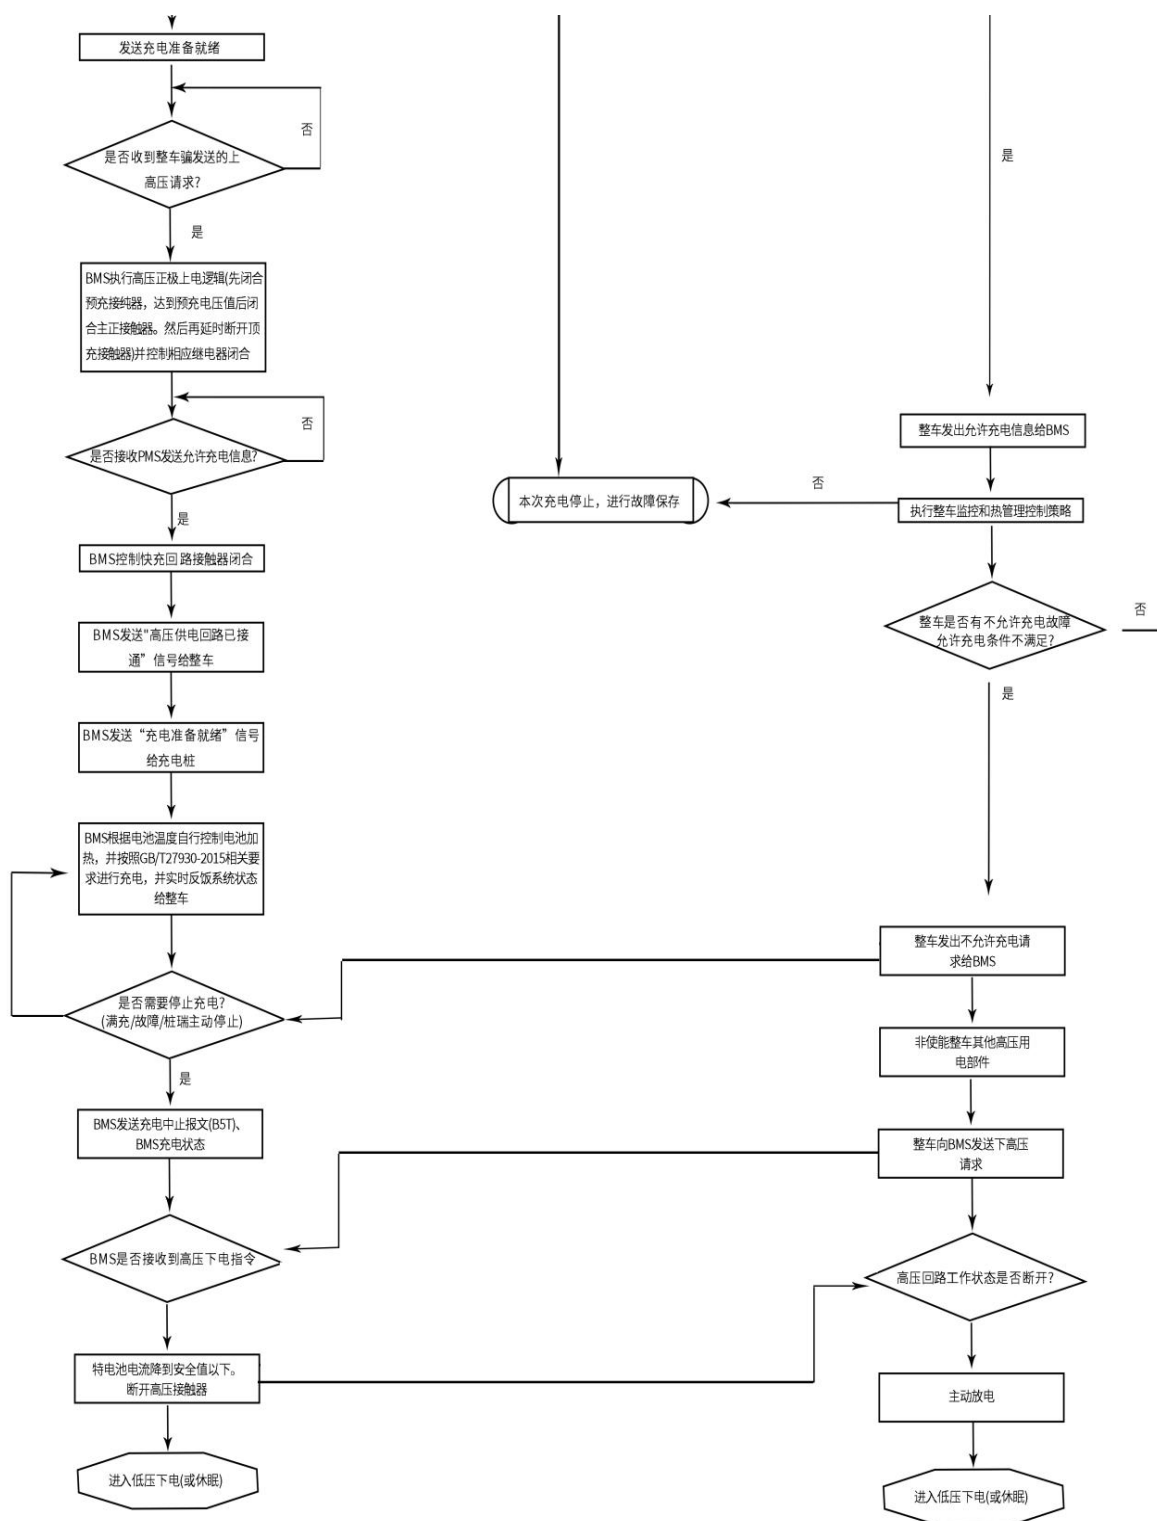 发送充电准备就绪
否
是否收到整车骗发送的上
高压请求?
是
BMS执行高压正极上电逻辑(先闭合
预充接纯器，达到预充电压值后闭
合主正接触器。然后再延时断开顶
充接触器)并控制相应继电器闭合
否
是否接收PMS发送允许充电信息?
是
BMS控制快充回 路接触器闭合
BMS发送"高压供电回路已接
通”信号给整车
BMS发送“充电准备就绪”信号
给充电桩
BMS根据电池温度自行控制电池加
热，并按照GB/T27930-2015相关要
求进行充电，并实时反饭系统状态
给整车
是否需要停止充电?
(满充/故障/桩瑞主动停止)
是
BMS发送充电中止报文(B5T)、
BMS充电状态
BMS是否接收到高压下电指令
特电池电流降到安全值以下。
断开高压接触器
进入低压下电(或休眠)
本次充电停止，进行故障保存
是
整车发出允许充电信息给BMS
否
执行整车监控和热管理控制策略
否
整车是否有不允许充电故障
允许充电条件不满足?
是
整车发出不允许充电请
求给BMS
非使能整车其他高压用
电部件
整车向BMS发送下高压
请求
高压回路工作状态是否断开?
主动放电
进入低压下电(或休眠)